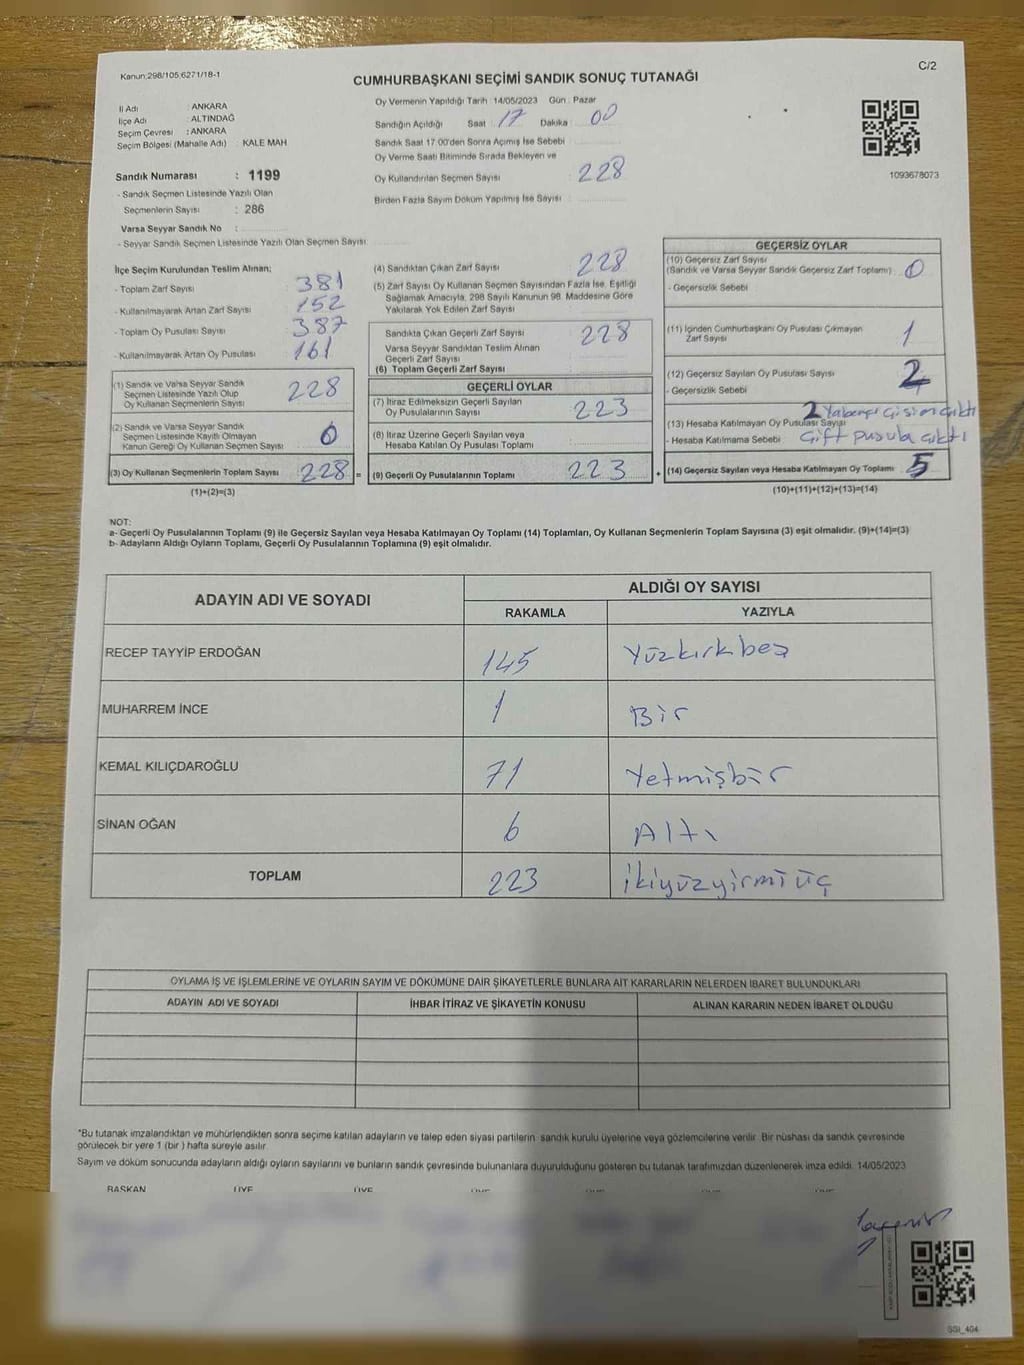 Kanun;298/105,6271/18-1
C/2
CUMHURBAŞKANI SEÇİMİ SANDIK SONUÇ TUTANAĞI
İl Adı : ANKARA
İlçe Adı : ALTINDAĞ
Seçim Çevresi : ANKARA
Seçim Bölgesi (Mahalle Adı) KALE MAH
Sandık Numarası : 1199
- Sandık Seçmen Listesinde Yazılı Olan
Seçmenlerin Sayısı : 286
Varsa Seyyar Sandık No :
- Seyyar Sandık Seçmen Listesinde Yazılı Olan Seçmen Sayısı
Oy Vermenin Yapıldığı Tarih : 14/05/2023 Gün : Pazar
Sandığın Açıldığı Saat : 17 Dakika : 00
Sandık Saat 17:00'den Sonra Açımış İse Sebebi :
Oy Verme Saati Bitiminde Sırada Bekleyen ve
Oy Kullandırılan Seçmen Sayısı : 228
Birden Fazla Sayım Döküm Yapılmış İse Sayısı :
1093678073
İlçe Seçim Kurulundan Teslim Alınan;
- Toplam Zarf Sayısı : 381
- Kullanılmayarak Artan Zarf Sayısı : 152
- Toplam Oy Pusulası Sayısı : 387
- Kullanılmayarak Artan Oy Pusulası : 161
(1) Sandık ve Varsa Seyyar Sandık
Seçmen Listesinde Yazılı Olup
Oy Kullanan Seçmenlerin Sayısı : 228
(2) Sandık ve Varsa Seyyar Sandık
Seçmen Listesinde Kayıtlı Olmayan
Kanun Gereği Oy Kullanan Seçmen Sayısı : 0
(3) Oy Kullanan Seçmenlerin Toplam Sayısı : 228 =
(1)+(2)=(3)
(4) Sandıktan Çıkan Zarf Sayısı : 228
(5) Zarf Sayısı Oy Kullanan Seçmen Sayısından Fazla İse, Eşitliği
Sağlamak Amacıyla, 298 Sayılı Kanunun 98. Maddesine Göre
Yakılarak Yok Edilen Zarf Sayısı
Sandıkta Çıkan Geçerli Zarf Sayısı : 228
Varsa Seyyar Sandıktan Teslim Alınan
Geçerli Zarf Sayısı
(6) Toplam Geçerli Zarf Sayısı
GEÇERLİ OYLAR
(7) İtiraz Edilmeksizin Geçerli Sayılan
Oy Pusulalarının Sayısı : 223
(8) İtiraz Üzerine Geçerli Sayılan veya
Hesaba Katılan Oy Pusulası Toplamı
(9) Geçerli Oy Pusulalarının Toplamı : 223 +
GEÇERSİZ OYLAR
(10) Geçersiz Zarf Sayısı
(Sandık ve Varsa Seyyar Sandık Geçersiz Zarf Toplamı) : 0
- Geçersizlik Sebebi
(11) İçinden Cumhurbaşkanı Oy Pusulası Çıkmayan
Zarf Sayısı 1
(12) Geçersiz Sayılan Oy Pusulası Sayısı 2
- Geçersizlik Sebebi
(13) Hesaba Katılmayan Oy Pusulası Sayısı 2
- Hesaba Katılmama Sebebi Çift pusula çıktı
(14) Geçersiz Sayılan veya Hesaba Katılmayan Oy Toplamı : 5
(10)+(11)+(12)+(13)=(14)
NOT:
a- Geçerli Oy Pusulalarının Toplamı (9) ile Geçersiz Sayılan veya Hesaba Katılmayan Oy Toplamı (14) Toplamları, Oy Kullanan Seçmenlerin Toplam Sayısına (3) eşit olmalıdır. (9)+(14)=(3)
b- Adayların Aldığı Oyların Toplamı, Geçerli Oy Pusulalarının Toplamına (9) eşit olmalıdır.
ADAYIN ADI VE SOYADI ALDIĞI OY SAYISI
RAKAMLA YAZIYLA
RECEP TAYYİP ERDOĞAN 145 Yüzkırkbeş
MUHARREM İNCE 1 Bir
KEMAL KILIÇDAROĞLU 71 Yetmişbir
SİNAN OĞAN 6 Altı
TOPLAM 223 İkiyüzyirmiüç
OYLAMA İŞ VE İŞLEMLERİNE VE OYLARIN SAYIM VE DÖKÜMÜNE DAİR ŞİKAYETLERLE BUNLARA AİT KARARLARIN NELERDEN İBARET BULUNDUKLARI
ADAYIN ADI VE SOYADI İHBAR İTİRAZ VE ŞİKAYETİN KONUSU ALINAN KARARIN NEDEN İBARET OLDUĞU
*Bu tutanak imzalandıktan ve mühürlendikten sonra seçime katılan adayların ve talep eden siyasi partilerin sandık kurulu üyelerine veya gözlemcilerine verilir. Bir nüshası da sandık çevresinde
görülecek bir yere 1 (bir) hafta süreyle asılır.
Sayım ve döküm sonucunda adayların aldığı oyların sayılarını ve bunların sandık çevresinde bulunanlara duyurulduğunu gösteren bu tutanak tarafımızdan düzenlenerek imza edildi. 14/05/2023
BAŞKAN ÜYE ÜYE ÜYE ÜYE ÜYE ÜYE
SSI_404